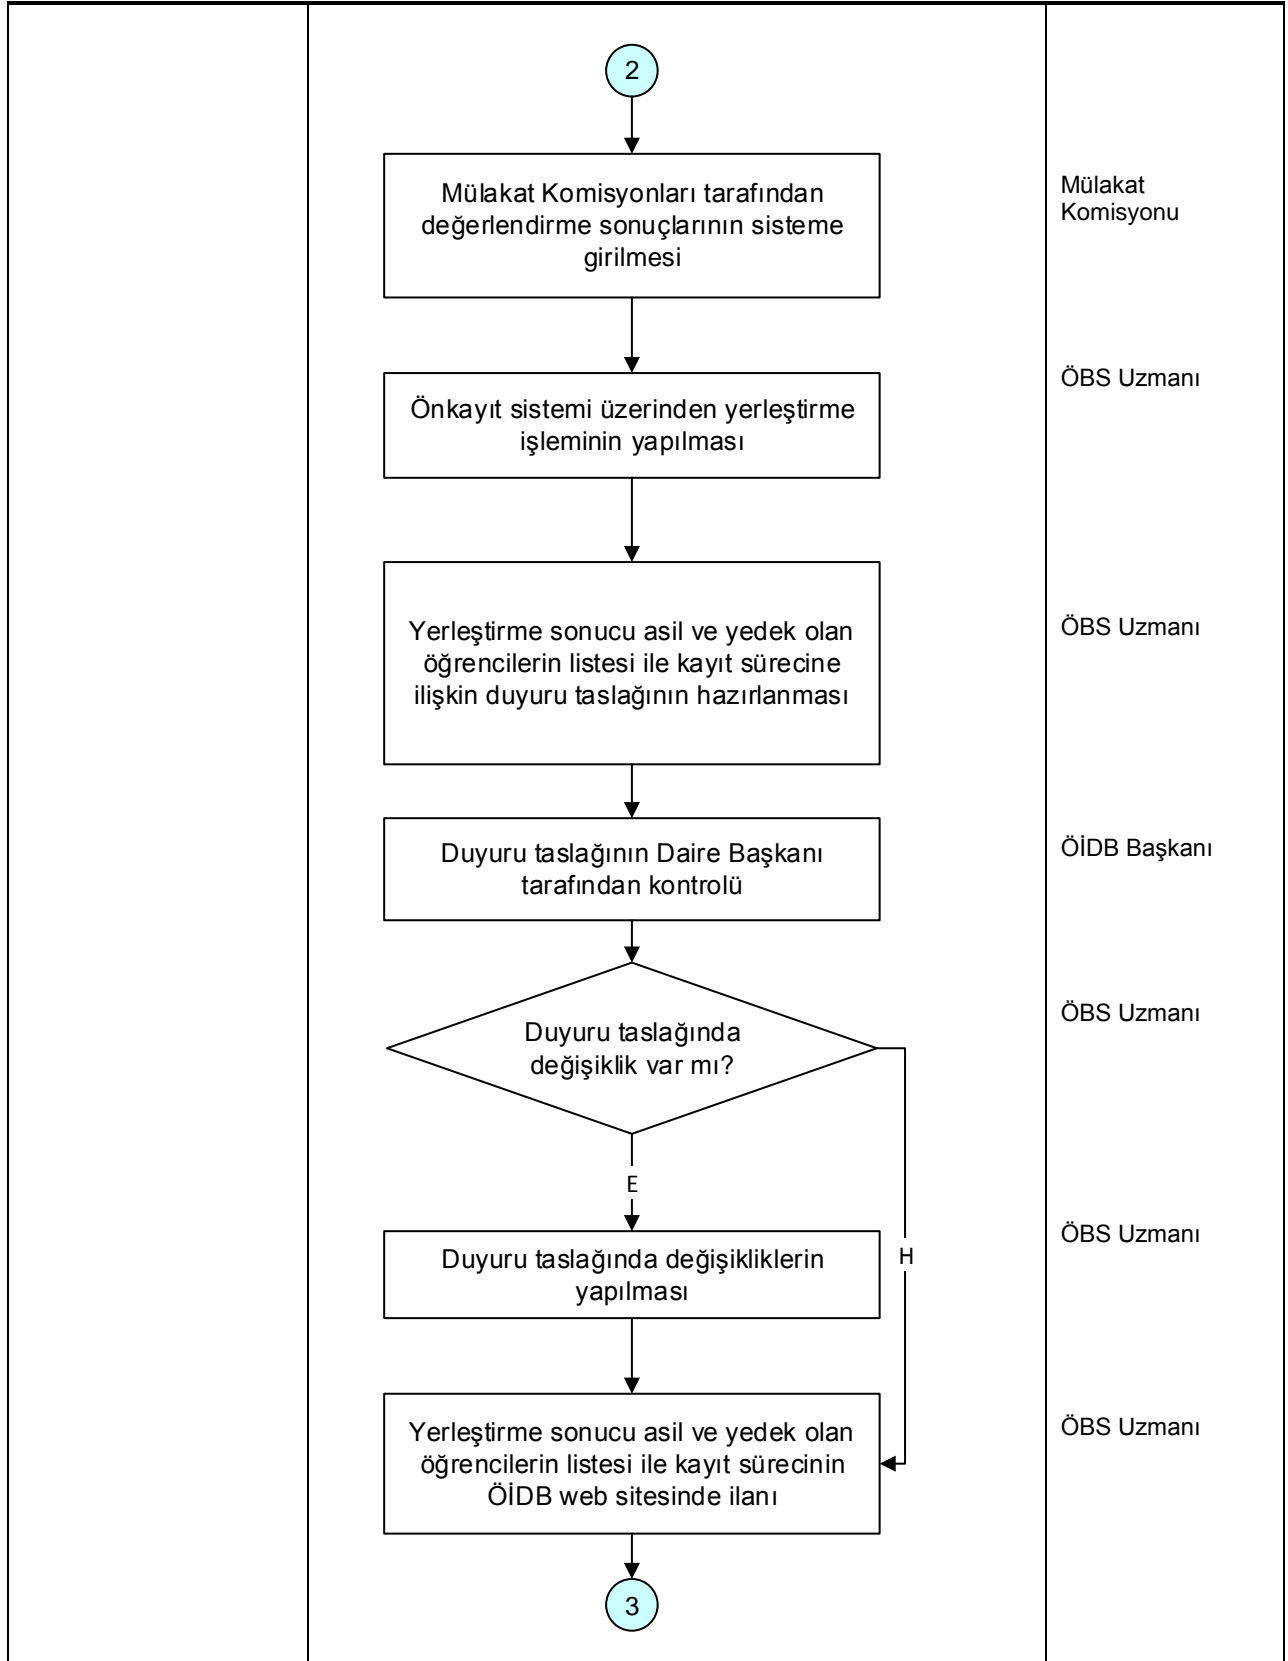 2
Mülakat Komisyonları tarafından
değerlendirme sonuçlarının sisteme
girilmesi
Mülakat
Komisyonu
Önkayıt sistemi üzerinden yerleştirme
işleminin yapılması
ÖBS Uzmanı
Yerleştirme sonucu asil ve yedek olan
öğrencilerin listesi ile kayıt sürecine
ilişkin duyuru taslağının hazırlanması
ÖBS Uzmanı
Duyuru taslağının Daire Başkanı
tarafından kontrolü
ÖİDB Başkanı
Duyuru taslağında
değişiklik var mı?
ÖBS Uzmanı
E
H
Duyuru taslağında değişikliklerin
yapılması
ÖBS Uzmanı
Yerleştirme sonucu asil ve yedek olan
öğrencilerin listesi ile kayıt sürecinin
ÖİDB web sitesinde ilanı
ÖBS Uzmanı
3